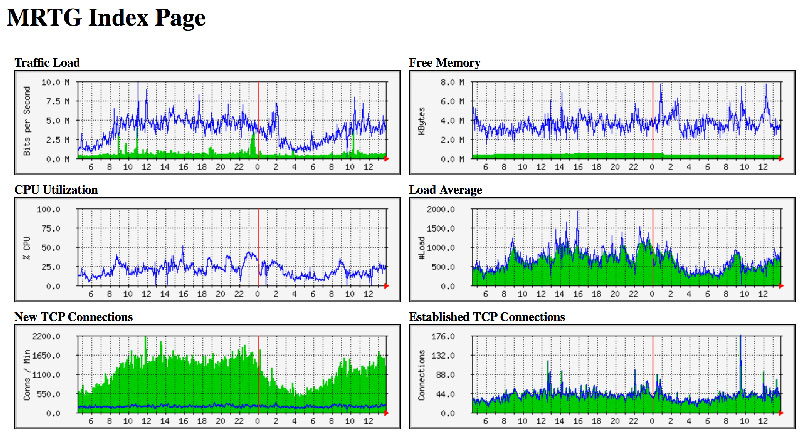 MRTG Index Page
Traffic Load
Bits per Second
10.0 M
7.5 M
5.0 M
2.5 M
0.0 M
6 8 10 12 14 16 18 20 22 0 2 4 6 8 10 12
Free Memory
kBytes
8.0 M
6.0 M
4.0 M
2.0 M
0.0 M
6 8 10 12 14 16 18 20 22 0 2 4 6 8 10 12
CPU Utilization
% CPU
100.0
75.0
50.0
25.0
0.0
6 8 10 12 14 16 18 20 22 0 2 4 6 8 10 12
Load Average
#Load
2000.0
1500.0
1000.0
500.0
0.0
6 8 10 12 14 16 18 20 22 0 2 4 6 8 10 12
New TCP Connections
Conns / Min
2200.0
1650.0
1100.0
550.0
0.0
6 8 10 12 14 16 18 20 22 0 2 4 6 8 10 12
Established TCP Connections
Connections
176.0
132.0
88.0
44.0
0.0
6 8 10 12 14 16 18 20 22 0 2 4 6 8 10 12